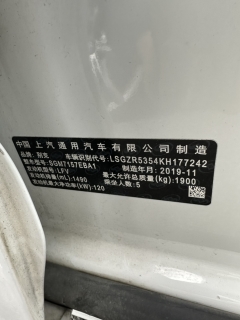 中国 上汽通用汽车有限公司制造
品牌：别克 车辆识别代号：LSGZR5354KH177242
整车型号：SGM7157EBA1 制造年月：2019-11
发动机型号：LFV 最大允许总质量(kg)：1900
发动机排量(mL)：1490 乘坐人数：5
发动机最大净功率(kW)：120